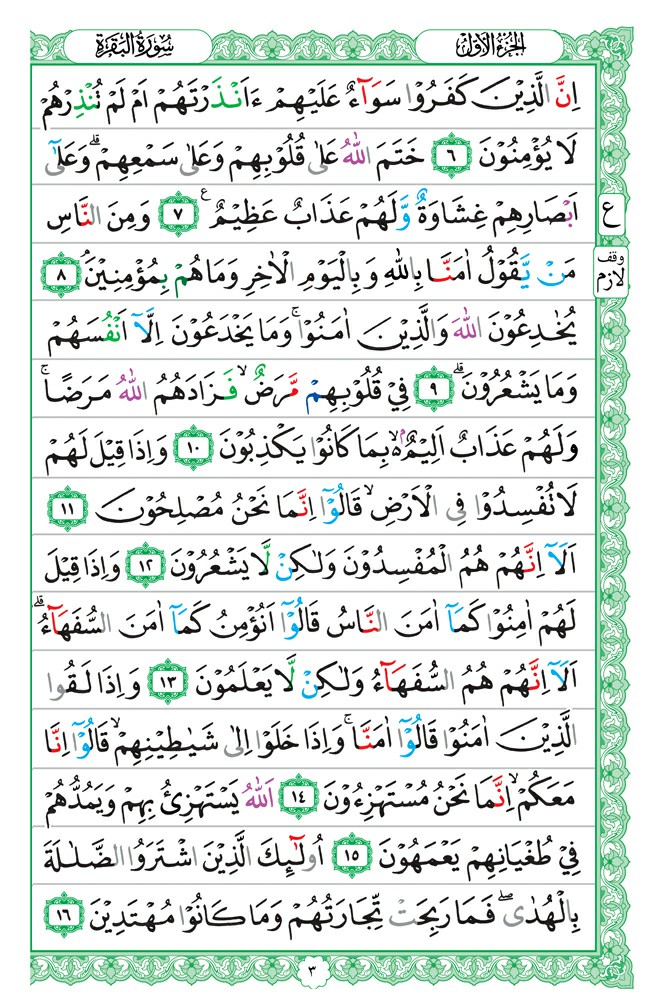 الجزء الاول
سورة البقرة
اِنَّ الَّذِيْنَ كَفَرُوْا سَوَآءٌ عَلَيْهِمْ ءَاَنْذَرْتَهُمْ اَمْ لَمْ تُنْذِرْهُمْ
لَا يُؤْمِنُوْنَ ٦ خَتَمَ اللّٰهُ عَلٰى قُلُوْبِهِمْ وَعَلٰى سَمْعِهِمْ ۗ وَعَلٰٓى
اَبْصَارِهِمْ غِشَاوَةٌ وَّلَهُمْ عَذَابٌ عَظِيْمٌ ۧ ٧ وَمِنَ النَّاسِ
ع
مَنْ يَّقُوْلُ اٰمَنَّا بِاللّٰهِ وَبِالْيَوْمِ الْاٰخِرِ وَمَا هُمْ بِمُؤْمِنِيْنَ ۘ ٨
وقف لازم
يُخٰدِعُوْنَ اللّٰهَ وَالَّذِيْنَ اٰمَنُوْا ۚ وَمَا يَخْدَعُوْنَ اِلَّآ اَنْفُسَهُمْ
وَمَا يَشْعُرُوْنَ ۗ ٩ فِيْ قُلُوْبِهِمْ مَّرَضٌ ۙ فَزَادَهُمُ اللّٰهُ مَرَضًا ۚ
وَلَهُمْ عَذَابٌ اَلِيْمٌ ۢ ۙ بِمَا كَانُوْا يَكْذِبُوْنَ ١٠ وَاِذَا قِيْلَ لَهُمْ
لَا تُفْسِدُوْا فِى الْاَرْضِ ۙ قَالُوْٓا اِنَّمَا نَحْنُ مُصْلِحُوْنَ ١١
اَلَآ اِنَّهُمْ هُمُ الْمُفْسِدُوْنَ وَلٰكِنْ لَّا يَشْعُرُوْنَ ١٢ وَاِذَا قِيْلَ
لَهُمْ اٰمِنُوْا كَمَآ اٰمَنَ النَّاسُ قَالُوْٓا اَنُؤْمِنُ كَمَآ اٰمَنَ السُّفَهَآءُ ۗ
اَلَآ اِنَّهُمْ هُمُ السُّفَهَآءُ وَلٰكِنْ لَّا يَعْلَمُوْنَ ١٣ وَاِذَا لَقُوا
الَّذِيْنَ اٰمَنُوْا قَالُوْٓا اٰمَنَّا ۚ وَاِذَا خَلَوْا اِلٰى شَيٰطِيْنِهِمْ ۙ قَالُوْٓا اِنَّا
مَعَكُمْ ۙ اِنَّمَا نَحْنُ مُسْتَهْزِءُوْنَ ١٤ اَللّٰهُ يَسْتَهْزِئُ بِهِمْ وَيَمُدُّهُمْ
فِيْ طُغْيَانِهِمْ يَعْمَهُوْنَ ١٥ اُولٰٓئِكَ الَّذِيْنَ اشْتَرَوُا الضَّلٰلَةَ
بِالْهُدٰى ۖ فَمَا رَبِحَتْ تِّجَارَتُهُمْ وَمَا كَانُوْا مُهْتَدِيْنَ ١٦
٣